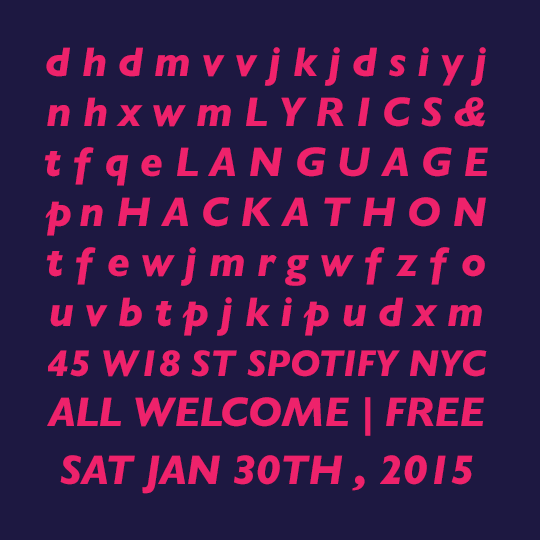 d h d m v v j k j d s i y j
n h x w m L Y R I C S &
t f q e L A N G U A G E
p n H A C K A T H O N
t f e w j m r g w f z f o
u v b t p j k i p u d x m
45 W18 ST SPOTIFY NYC
ALL WELCOME | FREE
SAT JAN 30TH , 2015